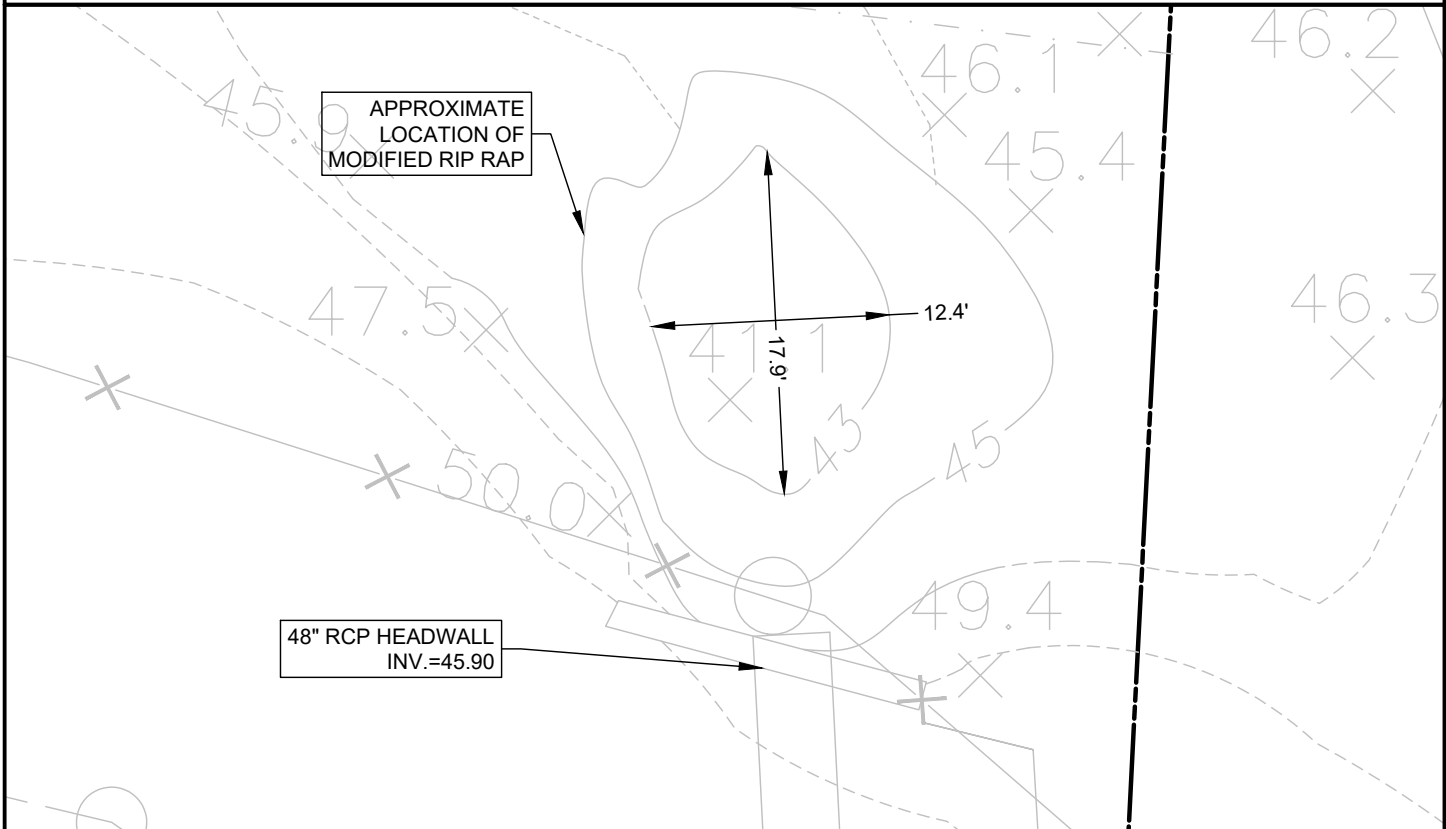 46.1
46.2
45.9
APPROXIMATE
LOCATION OF
MODIFIED RIP RAP
45.4
47.5
46.3
12.4'
41.1
17.9'
43
45
50.0
49.4
48" RCP HEADWALL
INV.=45.90